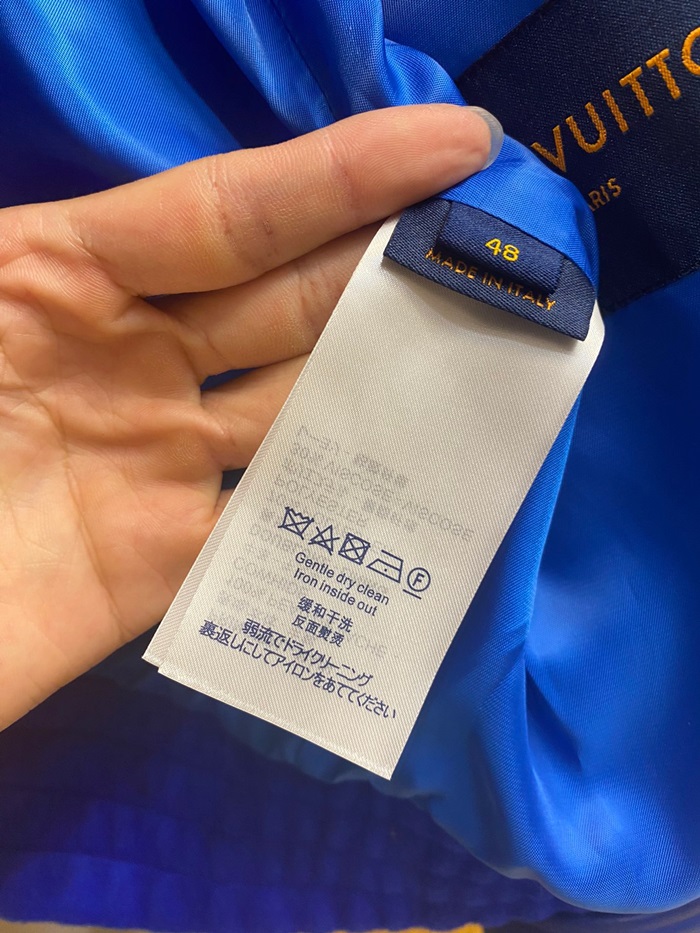 VUITTO
ARIS
48
MADE IN ITALY
F
Gentle dry clean
Iron inside out
缓和干洗
反面熨烫
弱流でドライクリーニング
裏返しにしてアイロンをあててください